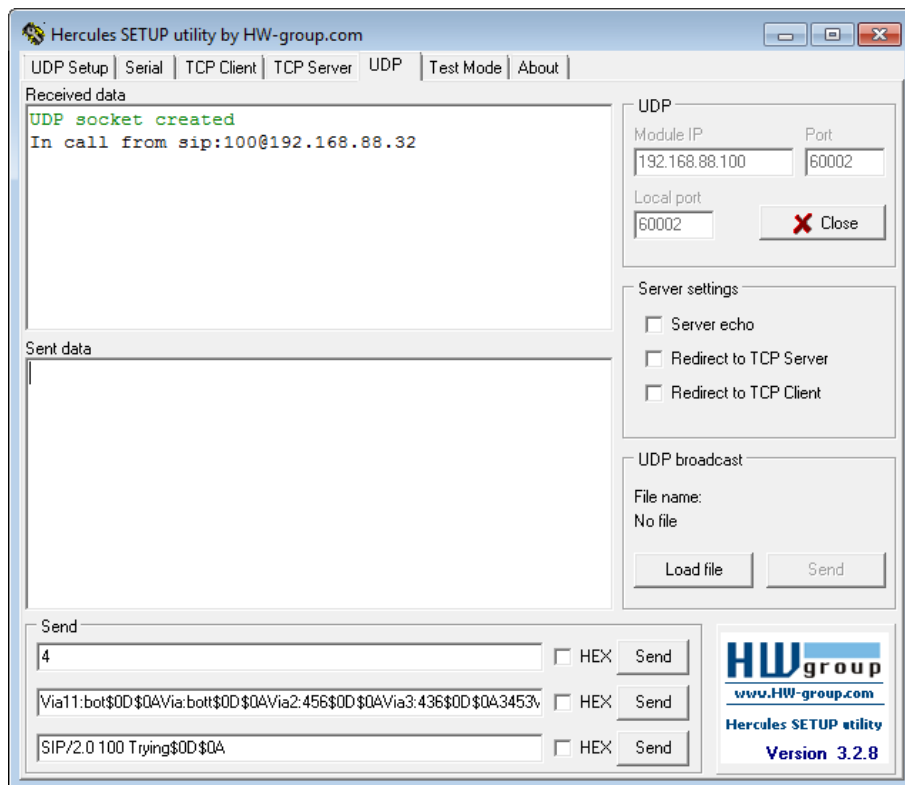 Hercules SETUP utility by HW-group.com
UDP Setup Serial TCP Client TCP Server UDP Test Mode About
Received data
UDP socket created
In call from sip:100@192.168.88.32
UDP
Module IP Port
192.168.88.100 60002
Local port
60002 Close
Server settings
Server echo
Redirect to TCP Server
Redirect to TCP Client
Sent data
UDP broadcast
File name:
No file
Load file Send
Send
4 HEX Send
Via11:bot$0D$0AVia:bott$0D$0AVia2:456$0D$0AVia3:436$0D$0A3453\ HEX Send
SIP/2.0 100 Trying$0D$0A HEX Send
HW group
www.HW-group.com
Hercules SETUP utility
Version 3.2.8